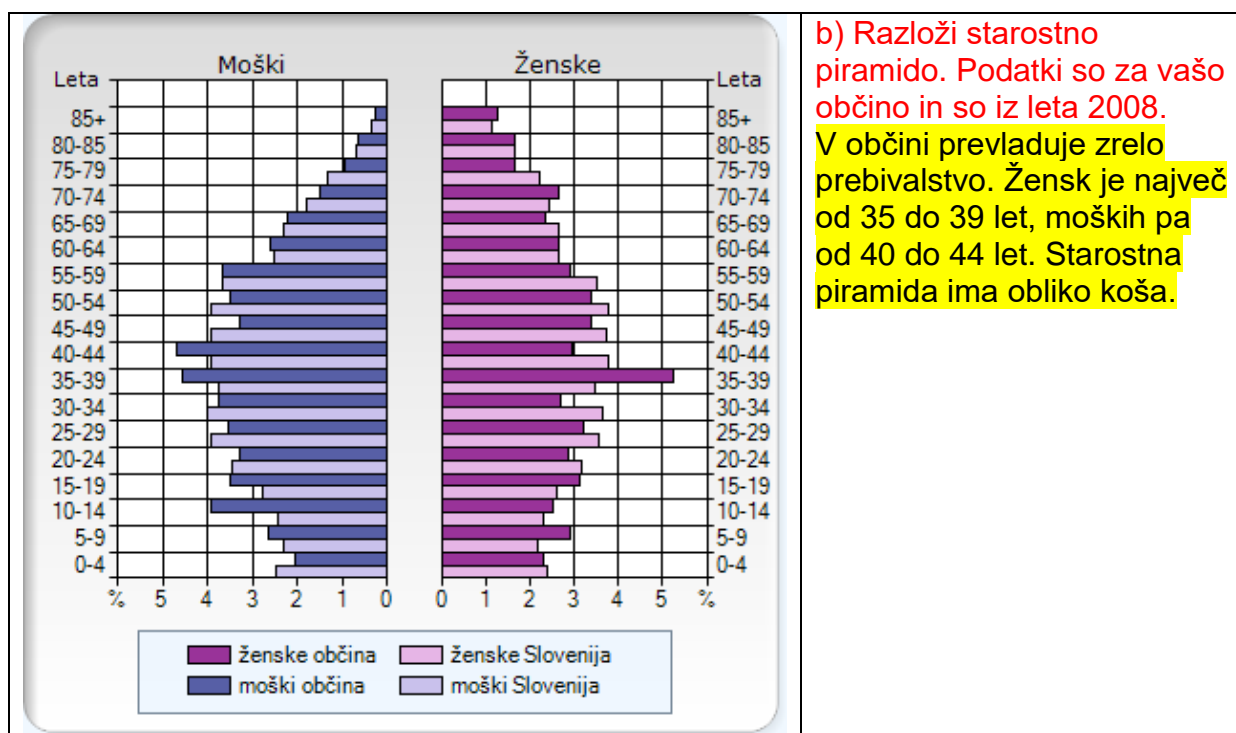 Moški Ženske
Leta Leta
85+ 85+
80-85 80-85
75-79 75-79
70-74 70-74
65-69 65-69
60-64 60-64
55-59 55-59
50-54 50-54
45-49 45-49
40-44 40-44
35-39 35-39
30-34 30-34
25-29 25-29
20-24 20-24
15-19 15-19
10-14 10-14
5-9 5-9
0-4 0-4
% 5 4 3 2 1 0 0 1 2 3 4 5 %
ženske občina ženske Slovenija
moški občina moški Slovenija
b) Razloži starostno
piramido. Podatki so za vašo
občino in so iz leta 2008.
V občini prevladuje zrelo
prebivalstvo. Žensk je največ
od 35 do 39 let, moških pa
od 40 do 44 let. Starostna
piramida ima obliko koša.